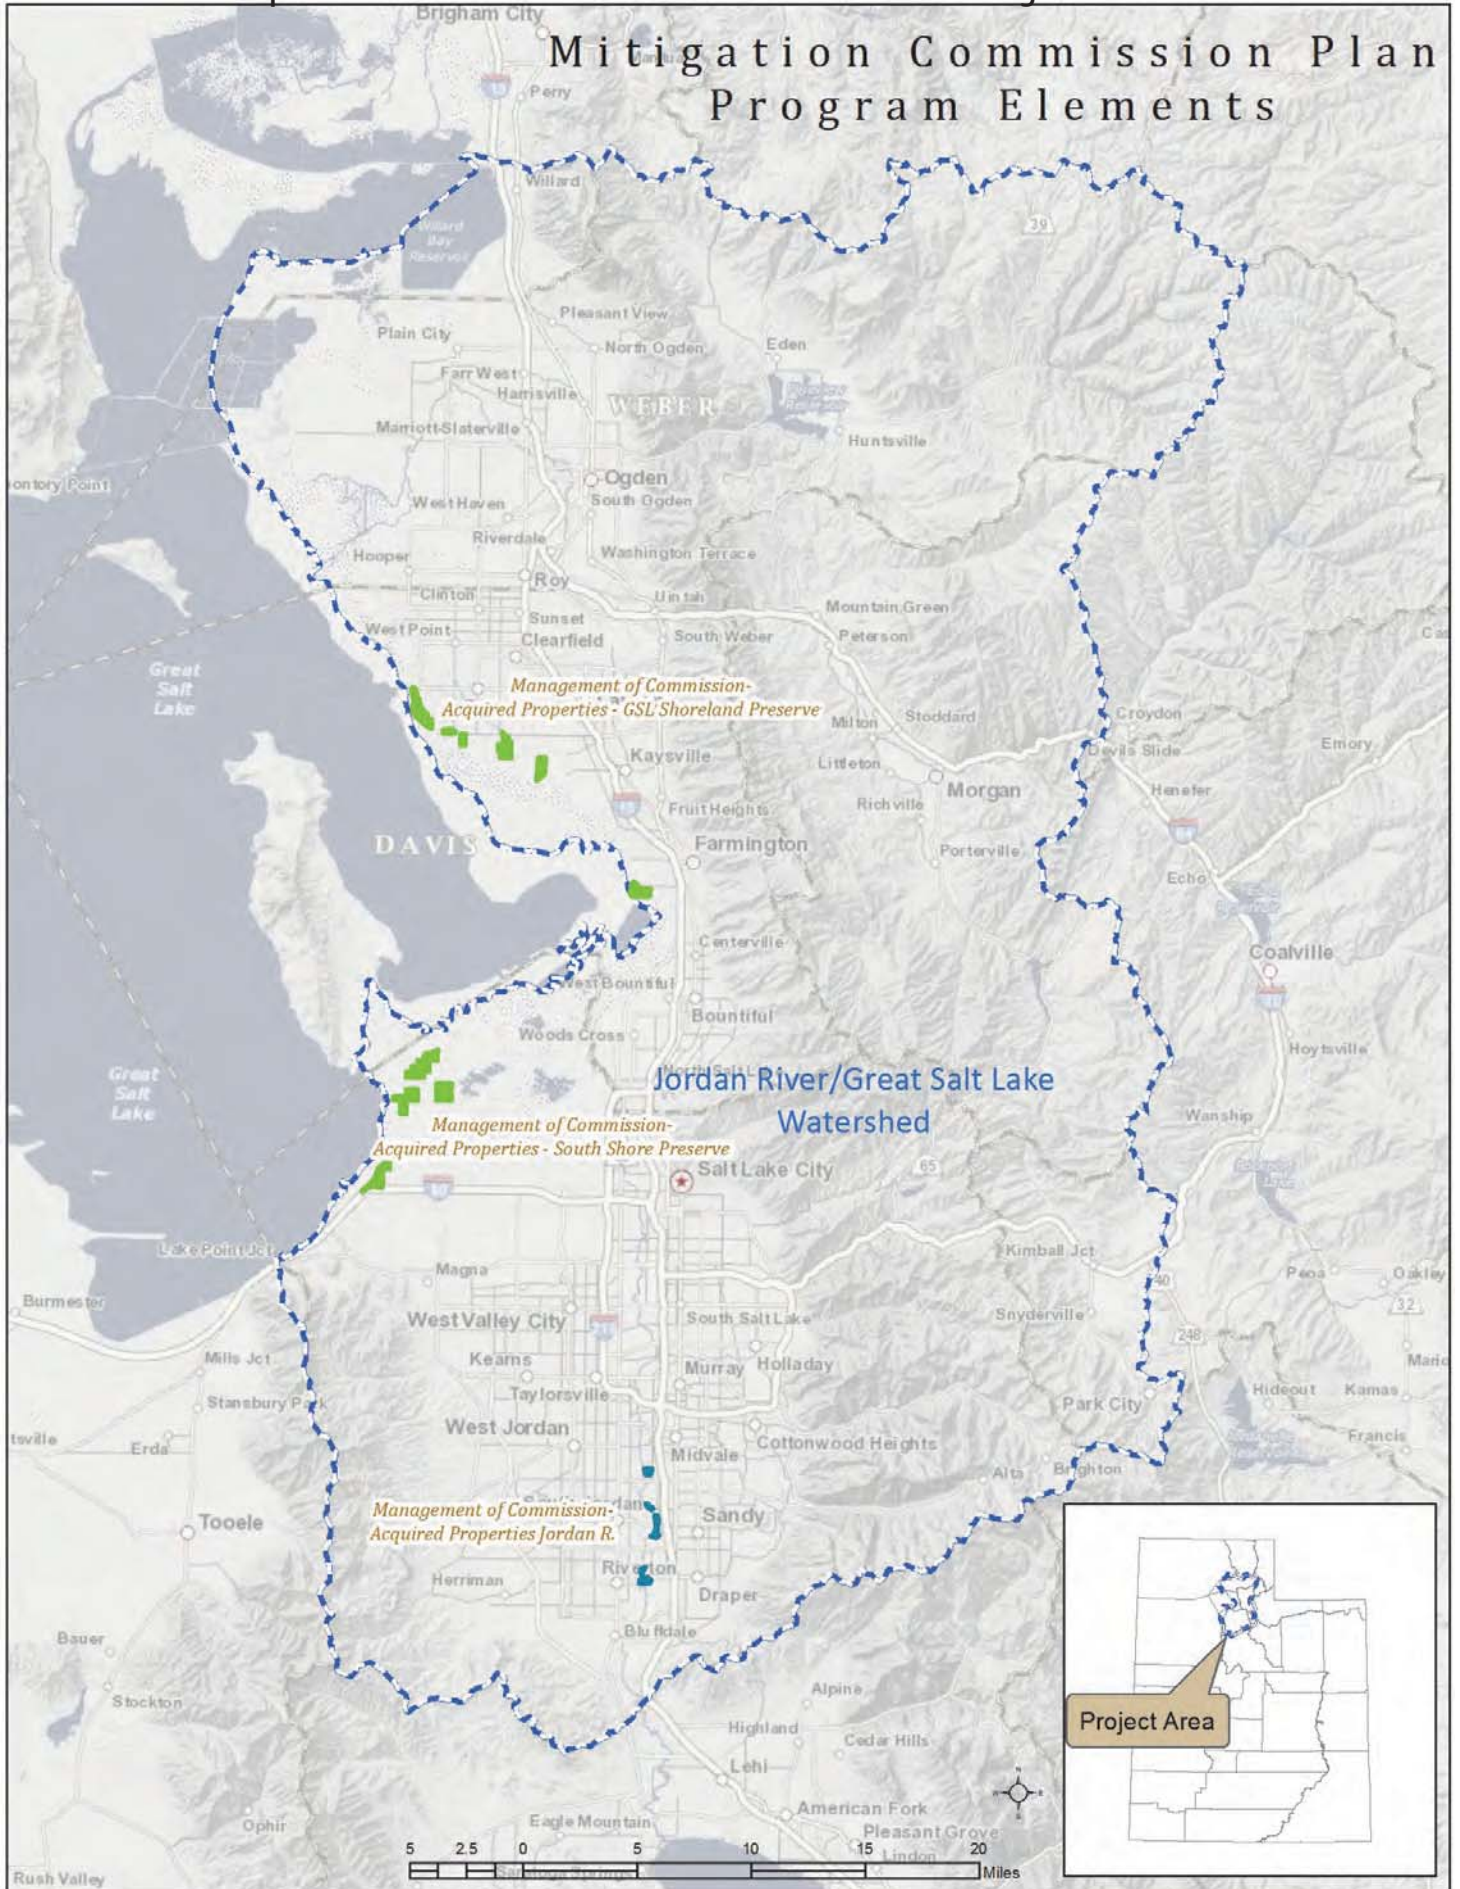 Mitigation Commission Plan
Program Elements
Brigham City
Perry
Willard
Willard
Bay
Reservoir
39
Pleasant View
Plain City
North Ogden
Eden
Farr West
Harrisville
WEBER
Marriott-Slaterville
Huntsville
Ogden
ontory Point
South Ogden
West Haven
Riverdale
Hooper
Washington Terrace
Roy
Clinton
Uintah
Mountain Green
Sunset
West Point
Clearfield
South Weber
Peterson
Great
Salt
Lake
Management of Commission-
Acquired Properties - GSL Shoreland Preserve
Milton
Stoddard
Croydon
Devils Slide
Emory
Kaysville
Littleton
Morgan
Henefer
Richville
15
Fruit Heights
84
DAVIS
Farmington
Porterville
Echo
Centerville
Coalville
West Bountiful
Bountiful
Woods Cross
Hoytsville
Great
Salt
Lake
Jordan River/Great Salt Lake
Watershed
Wanship
Management of Commission-
Acquired Properties - South Shore Preserve
Salt Lake City
65
80
Lake Point Jct
Kimball Jct
Magna
40
Peoa
Oakley
Burmester
32
West Valley City
South Salt Lake
Snyderville
248
Mills Jct
Kearns
Murray
Holladay
Stansbury Park
Taylorsville
Hideout
Kamas
Park City
West Jordan
tsville
Erda
Midvale
Cottonwood Heights
Francis
Alta
Brighton
Management of Commission-
Acquired Properties Jordan R.
Tooele
Sandy
Riverton
Herriman
Draper
Bluffdale
Bauer
Stockton
Alpine
Project Area
Highland
Cedar Hills
Lehi
American Fork
Ophir
Eagle Mountain
Pleasant Grove
Lindon
5 2.5 0 5 10 15 20
Miles
Saratoga Springs
Rush Valley